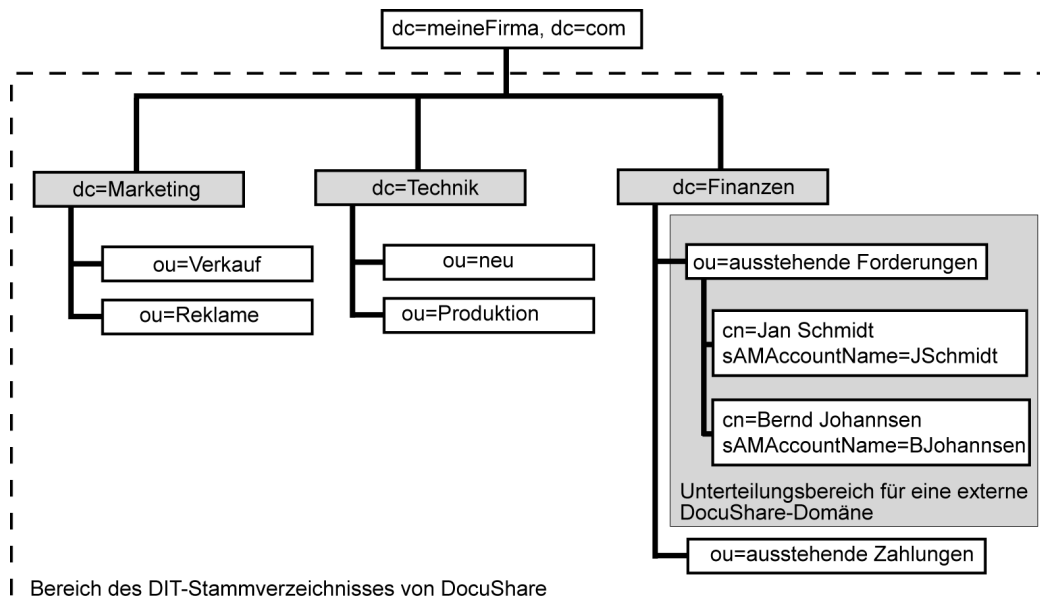 dc=meineFirma, dc=com
dc=Marketing
ou=Verkauf
ou=Reklame
dc=Technik
ou=neu
ou=Produktion
dc=Finanzen
ou=ausstehende Forderungen
cn=Jan Schmidt
sAMAccountName=JSchmidt
cn=Bernd Johannsen
sAMAccountName=BJohannsen
Unterteilungsbereich für eine externe
DocuShare-Domäne
ou=ausstehende Zahlungen
Bereich des DIT-Stammverzeichnisses von DocuShare